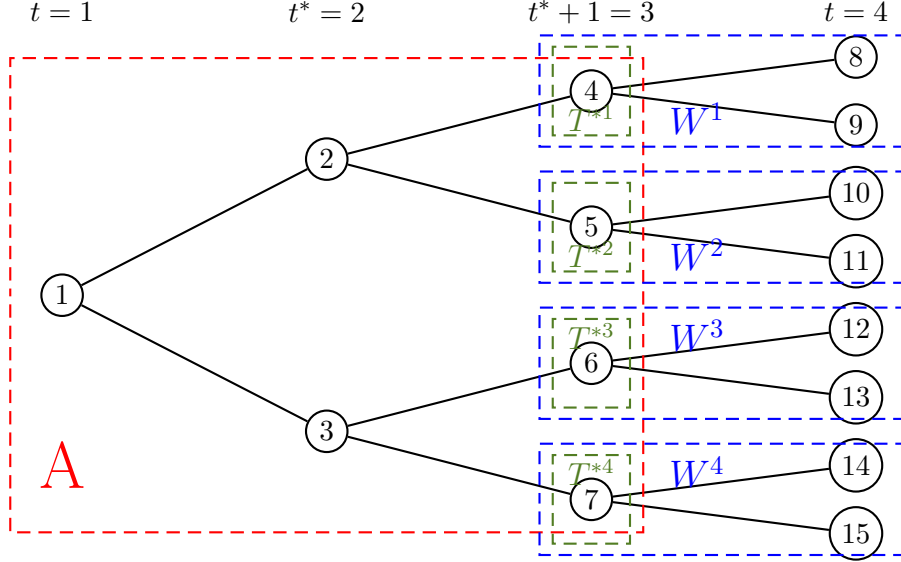 t = 1
t* = 2
t* + 1 = 3
t = 4
8
4
T*1
W1
9
2
10
5
T*2
W2
11
1
T*3
W3
12
6
13
3
A
T*4
W4
14
7
15